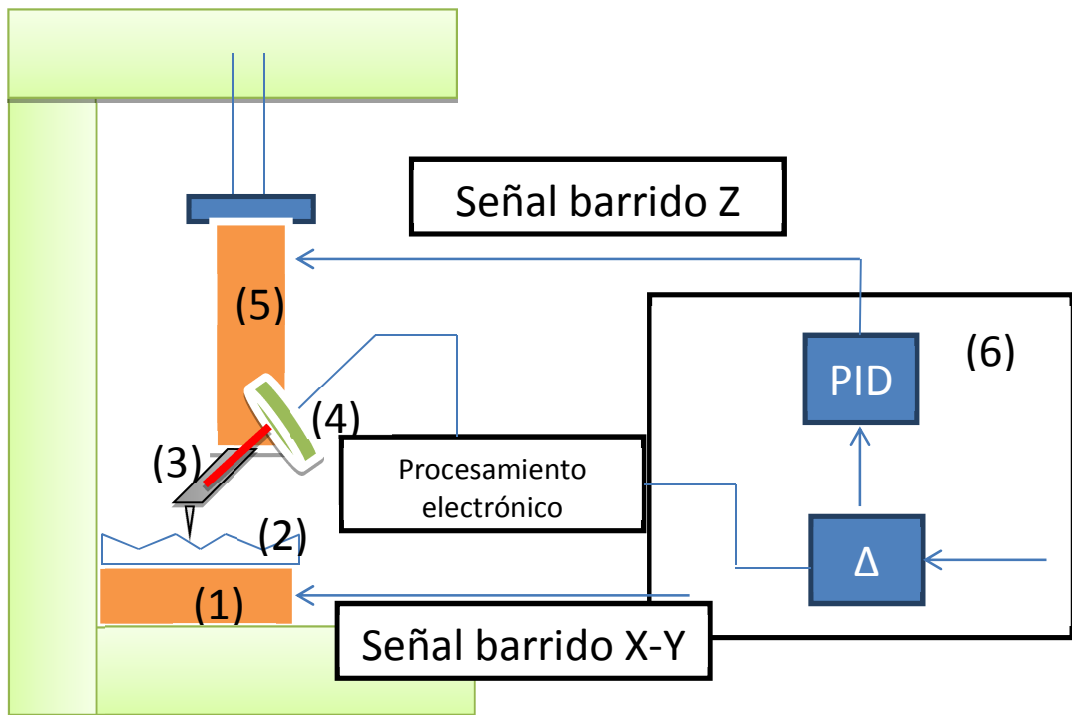 Señal barrido Z
(5)
(6)
PID
(4)
(3)
Procesamiento
electrónico
(2)
Δ
(1)
Señal barrido X-Y